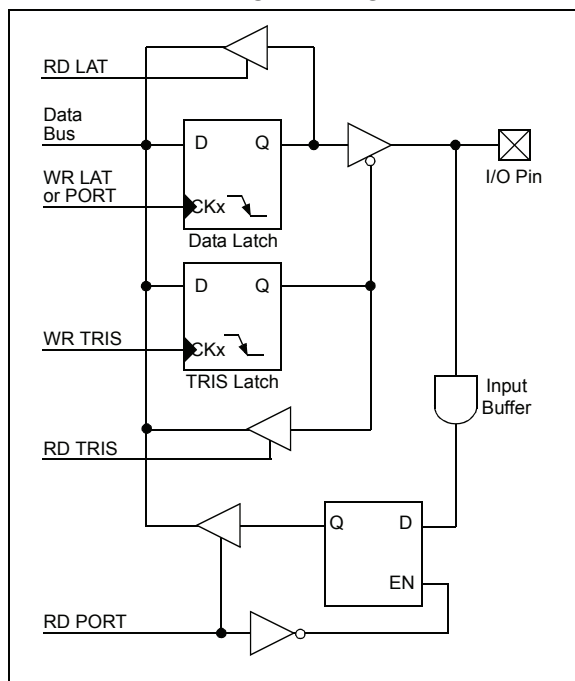 RD LAT
Data
Bus
D Q
WR LAT
or PORT
CKx
I/O Pin
Data Latch
D Q
WR TRIS
CKx
TRIS Latch
Input
Buffer
RD TRIS
Q D
EN
RD PORT